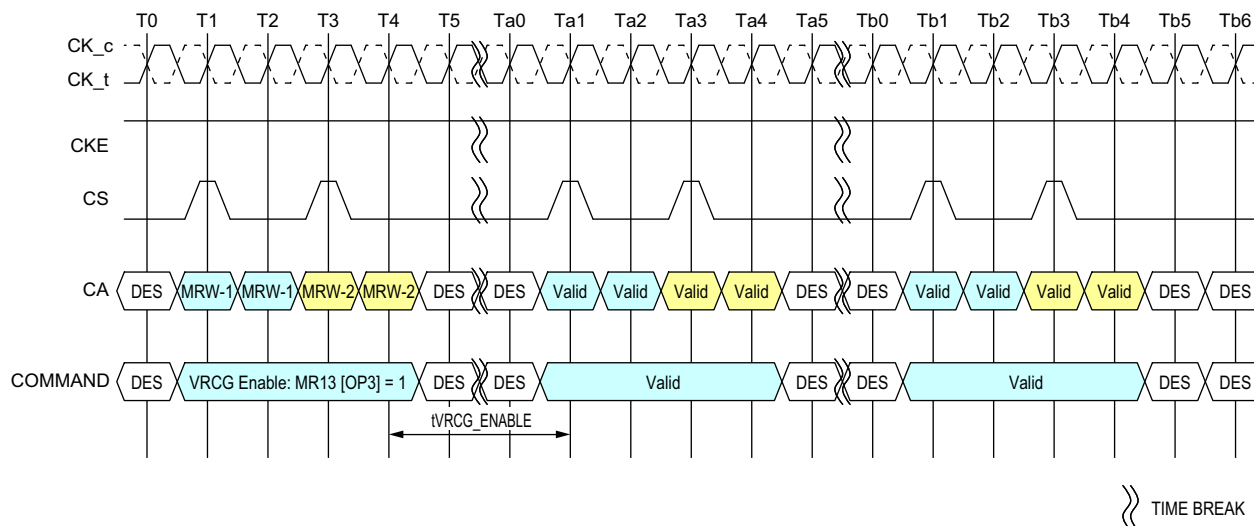 T0 T1 T2 T3 T4 T5 Ta0 Ta1 Ta2 Ta3 Ta4 Ta5 Tb0 Tb1 Tb2 Tb3 Tb4 Tb5 Tb6
CK_c
CK_t
CKE
CS
CA DES MRW-1 MRW-1 MRW-2 MRW-2 DES DES Valid Valid Valid Valid DES DES Valid Valid Valid Valid DES DES
COMMAND DES VRCG Enable: MR13 [OP3] = 1 DES DES Valid DES DES Valid DES DES
tVRCG_ENABLE
TIME BREAK